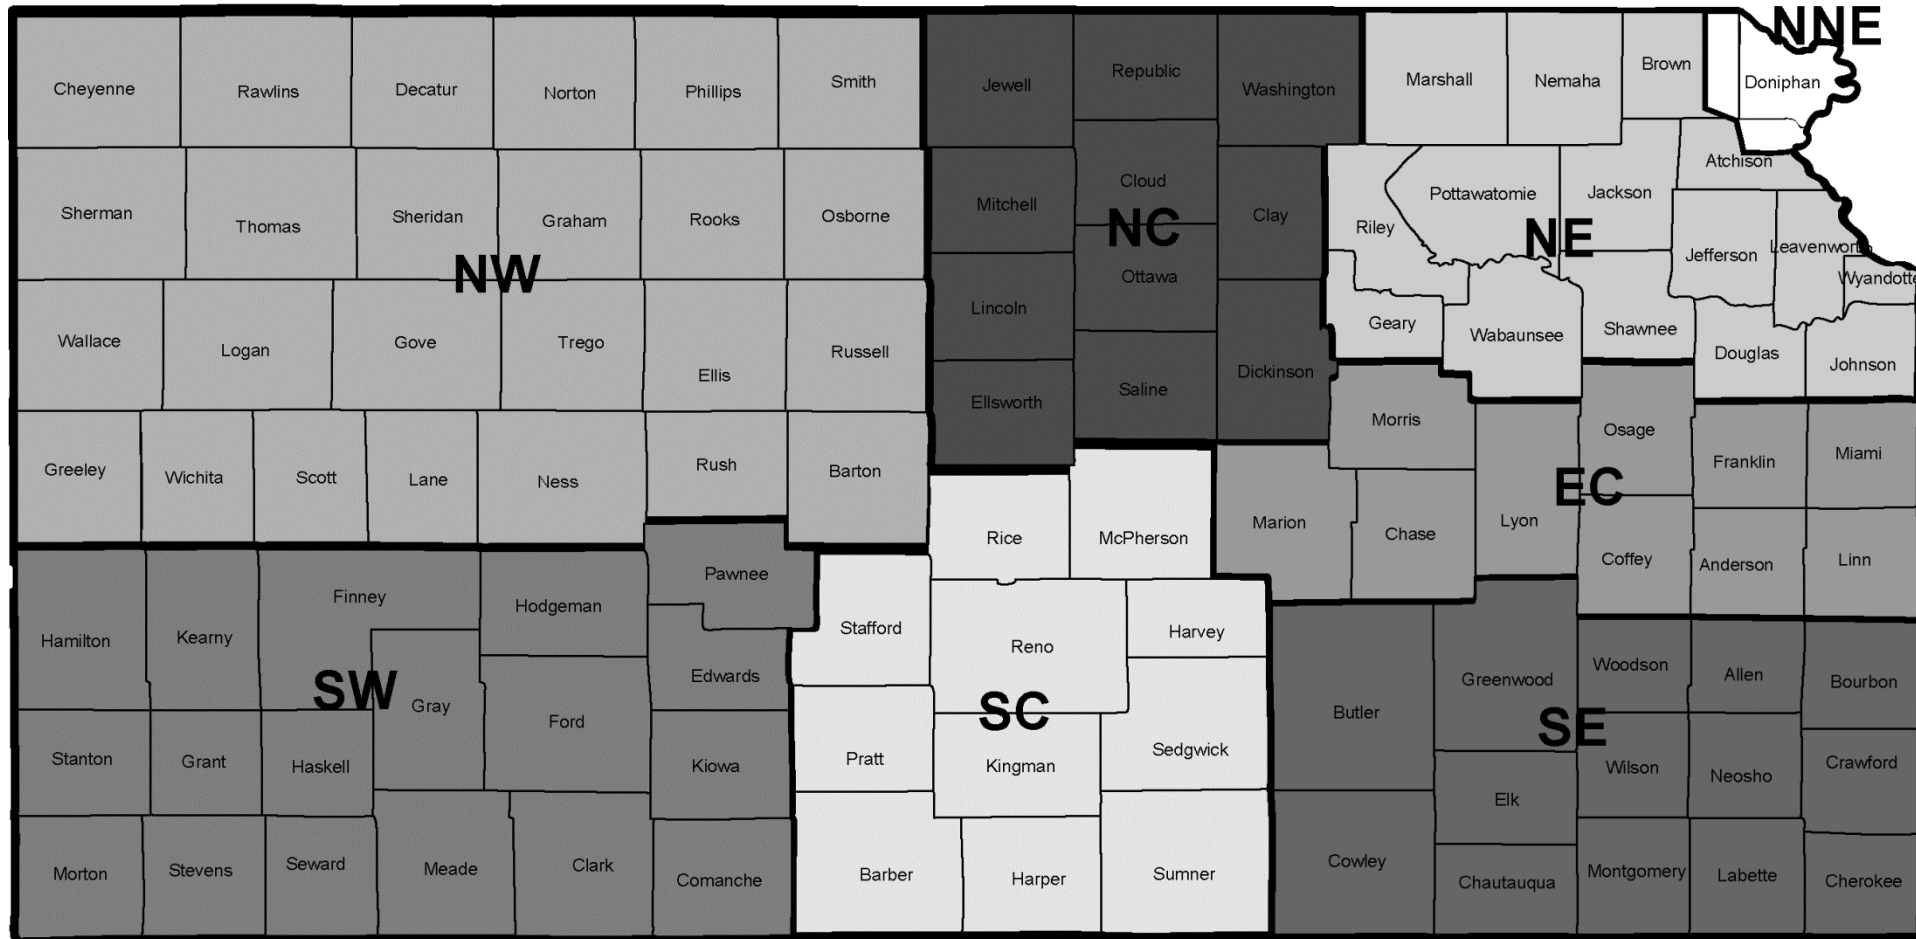 NNE
Cheyenne
Rawlins
Decatur
Norton
Phillips
Smith
Jewell
Republic
Washington
Marshall
Nemaha
Brown
Doniphan
Sherman
Thomas
Sheridan
Graham
Rooks
Osborne
Mitchell
Cloud
Clay
Riley
Pottawatomie
Jackson
Atchison
NW
NC
NE
Jefferson
Leavenworth
Wyandotte
Wallace
Logan
Gove
Trego
Ellis
Russell
Lincoln
Ottawa
Dickinson
Geary
Wabaunsee
Shawnee
Douglas
Johnson
Greeley
Wichita
Scott
Lane
Ness
Rush
Barton
Ellsworth
Saline
Morris
Osage
Franklin
Miami
EC
Rice
McPherson
Marion
Chase
Lyon
Coffey
Anderson
Linn
Hamilton
Kearny
Finney
Hodgeman
Pawnee
Stafford
Reno
Harvey
SW
Gray
Ford
Edwards
SC
Butler
Greenwood
Woodson
Allen
Bourbon
SE
Stanton
Grant
Haskell
Kiowa
Pratt
Kingman
Sedgwick
Elk
Wilson
Neosho
Crawford
Morton
Stevens
Seward
Meade
Clark
Comanche
Barber
Harper
Sumner
Cowley
Chautauqua
Montgomery
Labette
Cherokee